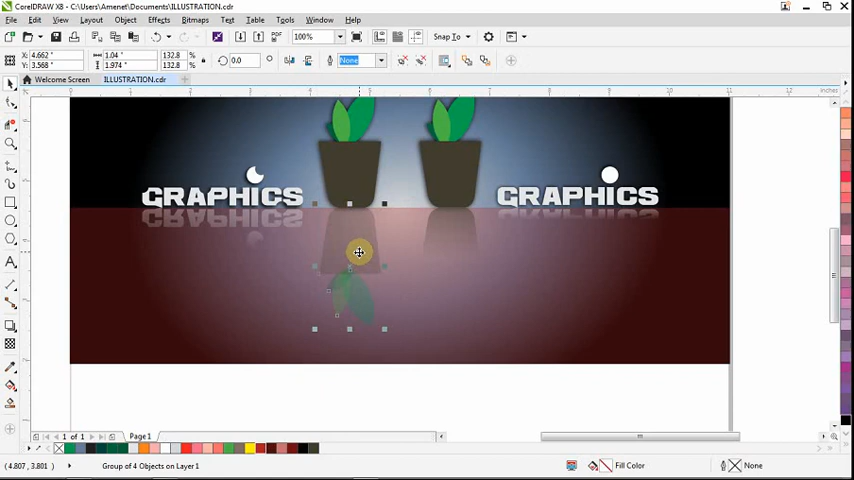 CorelDRAW X8 - C:\Users\Amenet\Documents\ILLUSTRATION.cdr
File Edit View Layout Object Effects Bitmaps Text Table Tools Window Help
100% Snap To
X: 4.662 " 1.04 " 132.8 %
Y: 3.568 " 1.974 " 132.8 %
0.0 None
Welcome Screen ILLUSTRATION.cdr
inches
GRAPHICS GRAPHICS
1 of 1 Page 1
(4.807, 3.801 ) Group of 4 Objects on Layer 1 Fill Color None